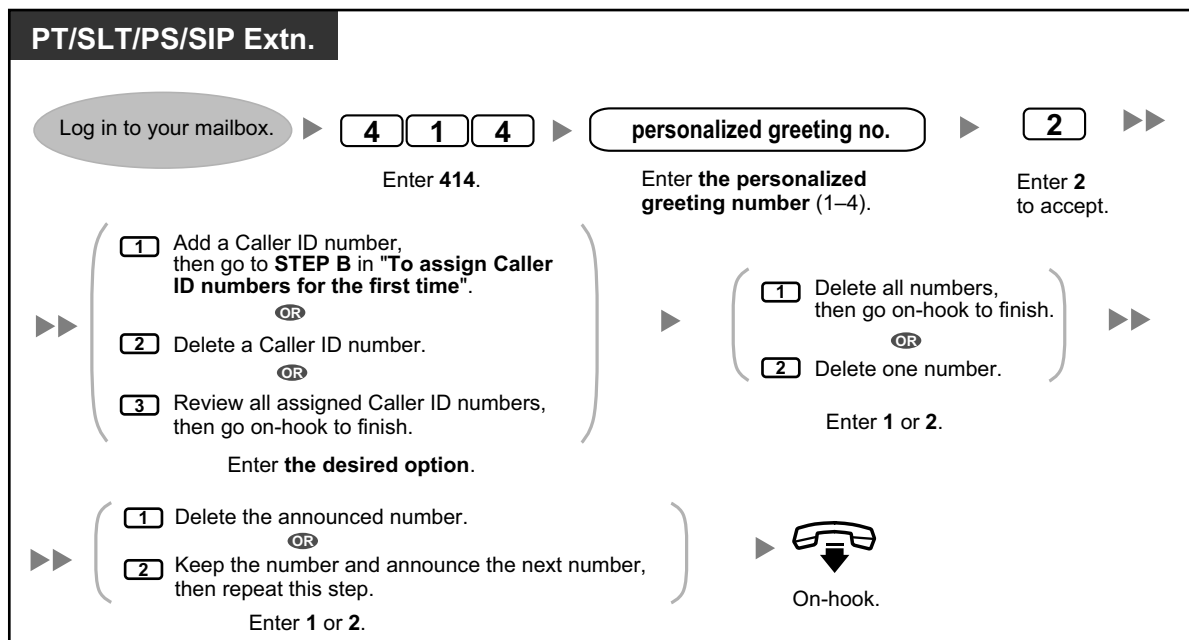 PT/SLT/PS/SIP Extn.
Log in to your mailbox.
4 1 4
personalized greeting no.
2
Enter 414.
Enter the personalized
greeting number (1–4).
Enter 2
to accept.
1 Add a Caller ID number,
then go to STEP B in "To assign Caller
ID numbers for the first time".
OR
2 Delete a Caller ID number.
OR
3 Review all assigned Caller ID numbers,
then go on-hook to finish.
Enter the desired option.
1 Delete all numbers,
then go on-hook to finish.
OR
2 Delete one number.
Enter 1 or 2.
1 Delete the announced number.
OR
2 Keep the number and announce the next number,
then repeat this step.
Enter 1 or 2.
On-hook.